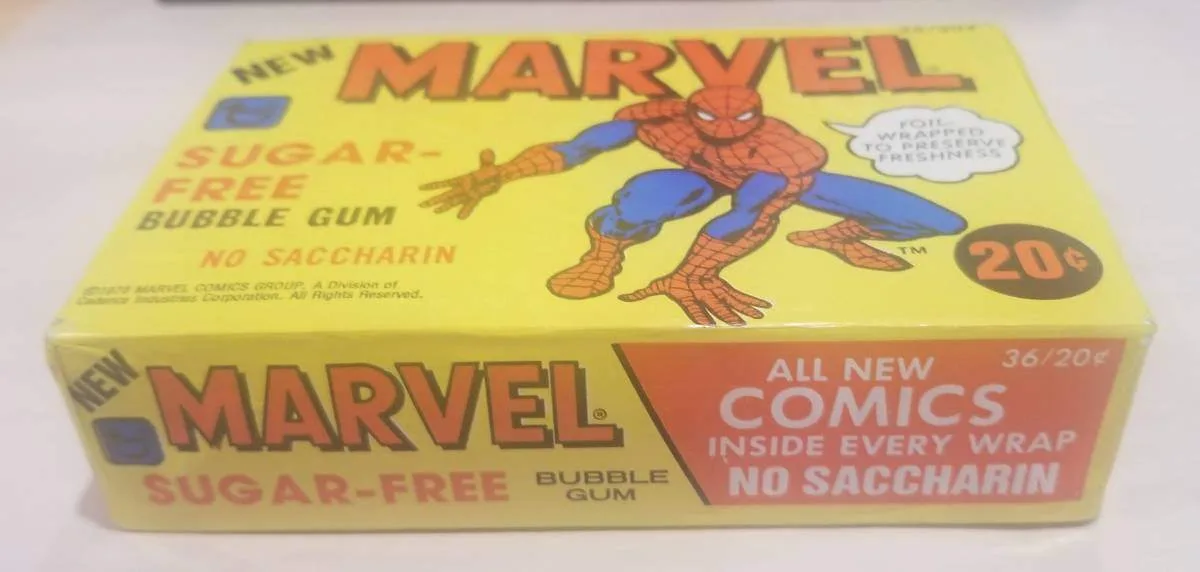 NEW
MARVEL
SUGAR-
FREE
BUBBLE GUM
NO SACCHARIN
MARVEL COMICS GROUP. A Division of
Cadence Industries Corporation. All Rights Reserved.
FOIL-
WRAPPED
TO PRESERVE
FRESHNESS
TM
20¢
NEW
MARVEL®
SUGAR-FREE
BUBBLE
GUM
36/20¢
ALL NEW
COMICS
INSIDE EVERY WRAP
NO SACCHARIN